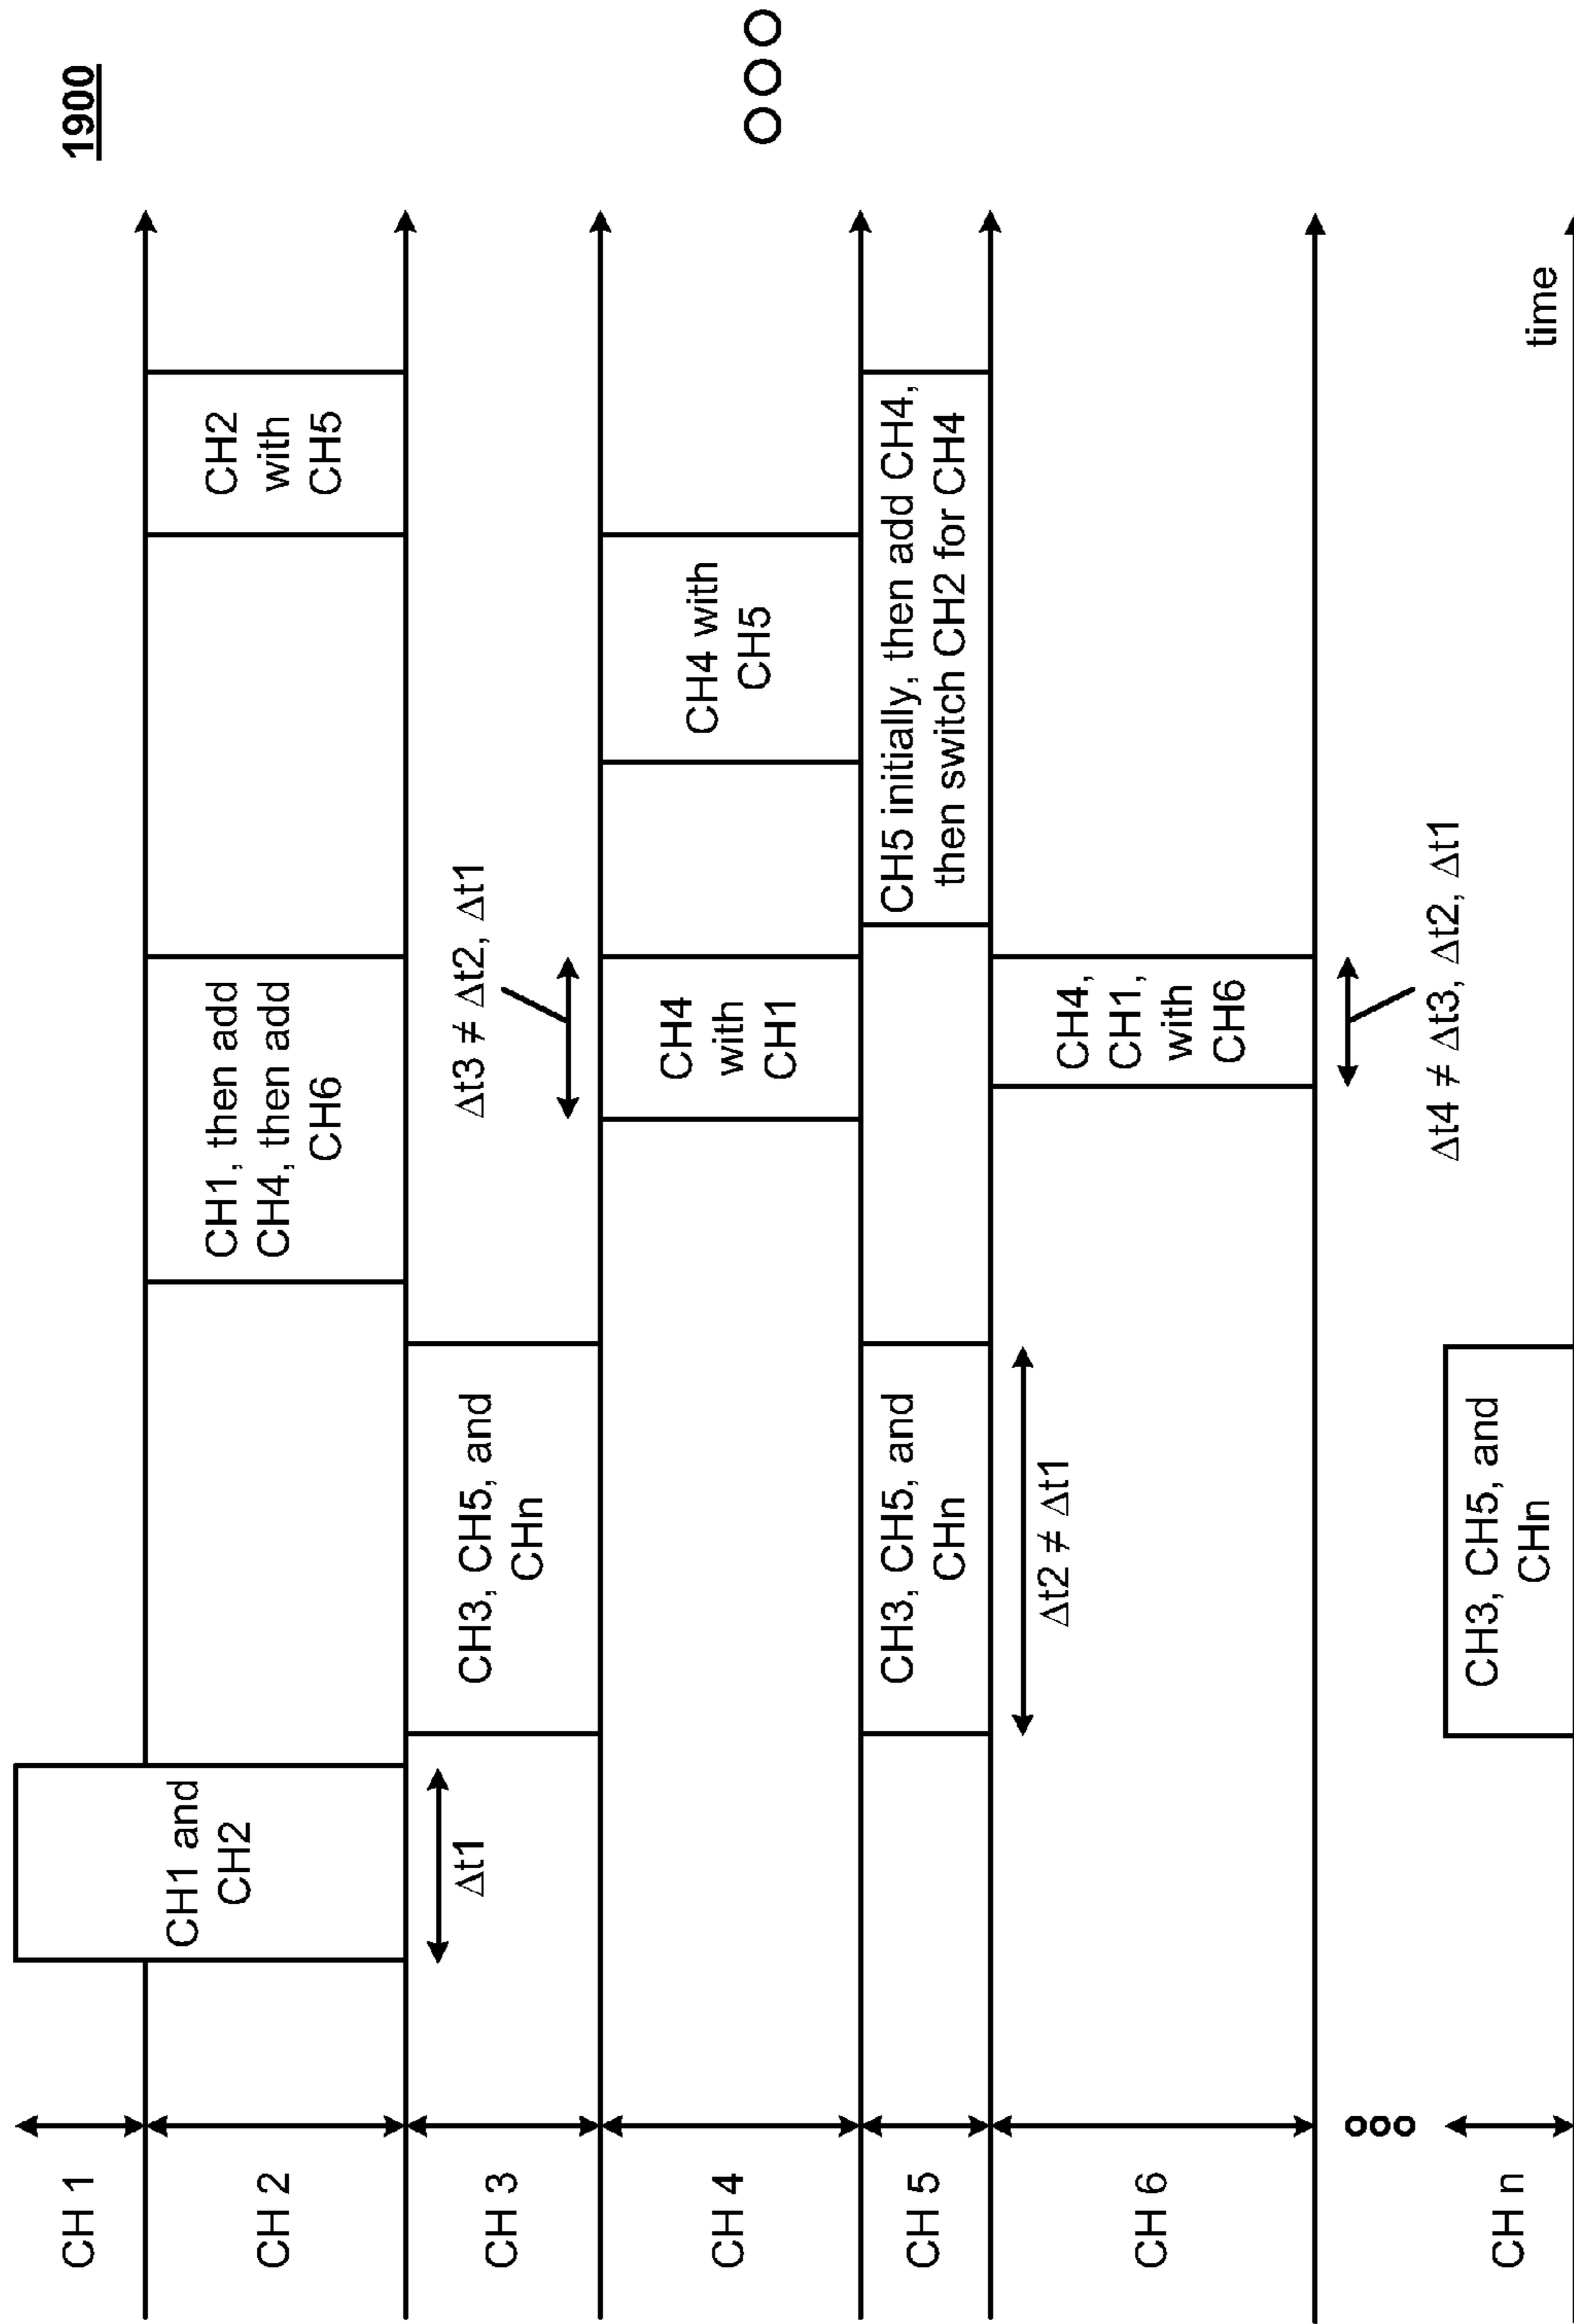 1900
CH 1
CH1 and
CH2
CH 2
CH1, then add
CH4, then add
CH6
CH2
with
CH5
Δt1
CH 3
CH3, CH5, and
CHn
Δt3 ≠ Δt2, Δt1
CH 4
CH4
with
CH1
CH4 with
CH5
CH 5
CH3, CH5, and
CHn
CH5 initially, then add CH4,
then switch CH2 for CH4
Δt2 ≠ Δt1
CH 6
CH4,
CH1,
with
CH6
Δt4 ≠ Δt3, Δt2, Δt1
CH n
CH3, CH5, and
CHn
time